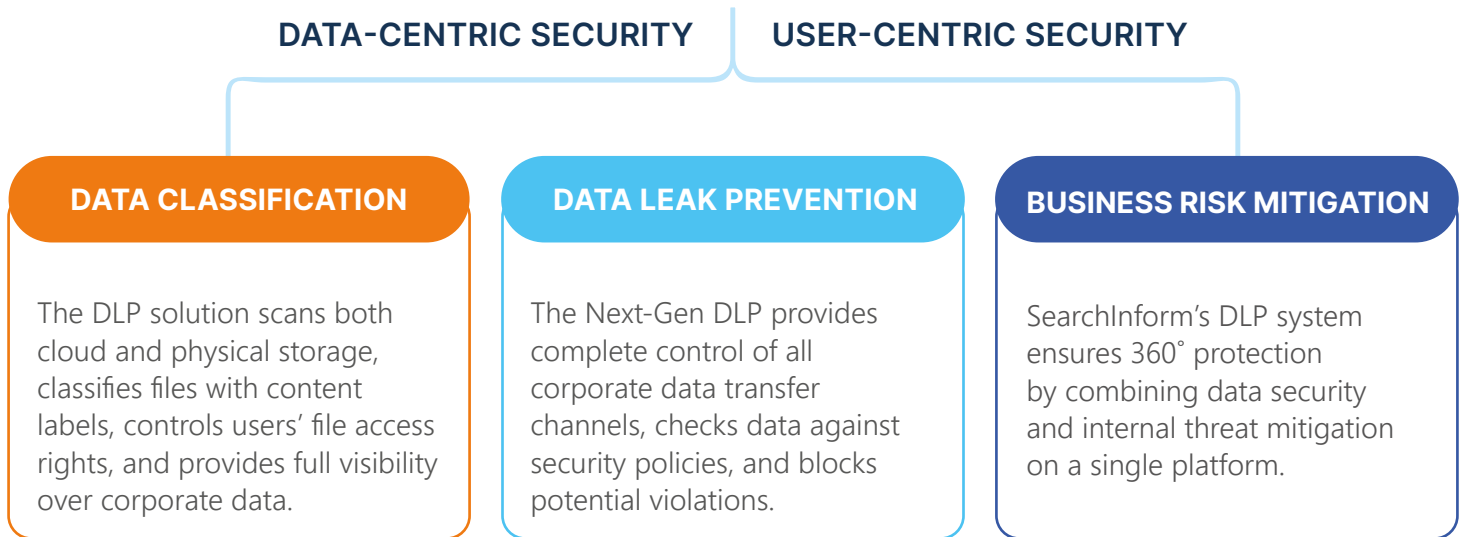 DATA-CENTRIC SECURITY
USER-CENTRIC SECURITY
DATA CLASSIFICATION
The DLP solution scans both
cloud and physical storage,
classifies files with content
labels, controls users’ file access
rights, and provides full visibility
over corporate data.
DATA LEAK PREVENTION
The Next-Gen DLP provides
complete control of all
corporate data transfer
channels, checks data against
security policies, and blocks
potential violations.
BUSINESS RISK MITIGATION
SearchInform’s DLP system
ensures 360˚ protection
by combining data security
and internal threat mitigation
on a single platform.